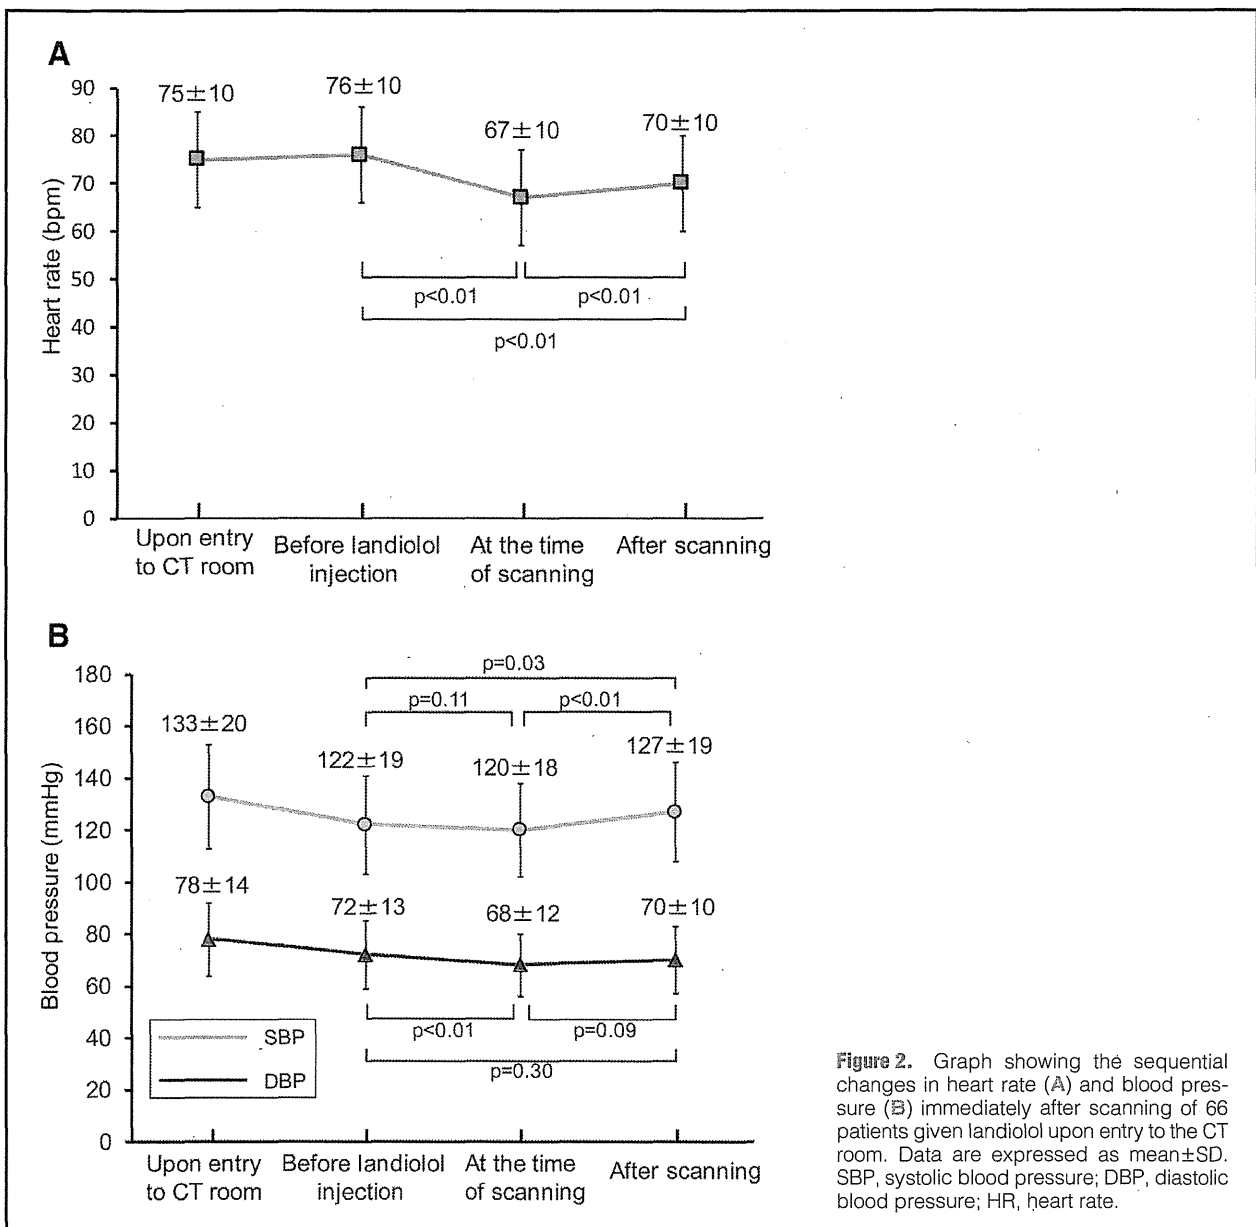 A
90
80
70
60
50
40
30
20
10
0
Heart rate (bpm)
75±10
76±10
67±10
70±10
p<0.01
p<0.01
p<0.01
Upon entry
to CT room
Before landiolol
injection
At the time
of scanning
After scanning
B
180
160
140
120
100
80
60
40
20
0
Blood pressure (mmHg)
p=0.03
p=0.11
p<0.01
133±20
122±19
120±18
127±19
78±14
72±13
68±12
70±10
p<0.01
p=0.09
p=0.30
SBP
DBP
Upon entry
to CT room
Before landiolol
injection
At the time
of scanning
After scanning
Figure 2. Graph showing the sequential
changes in heart rate (A) and blood pres-
sure (B) immediately after scanning of 66
patients given landiolol upon entry to the CT
room. Data are expressed as mean±SD.
SBP, systolic blood pressure; DBP, diastolic
blood pressure; HR, heart rate.